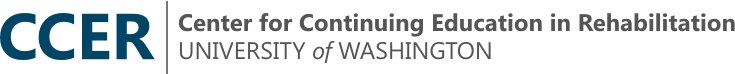 CCER
Center for Continuing Education in Rehabilitation
UNIVERSITY of WASHINGTON